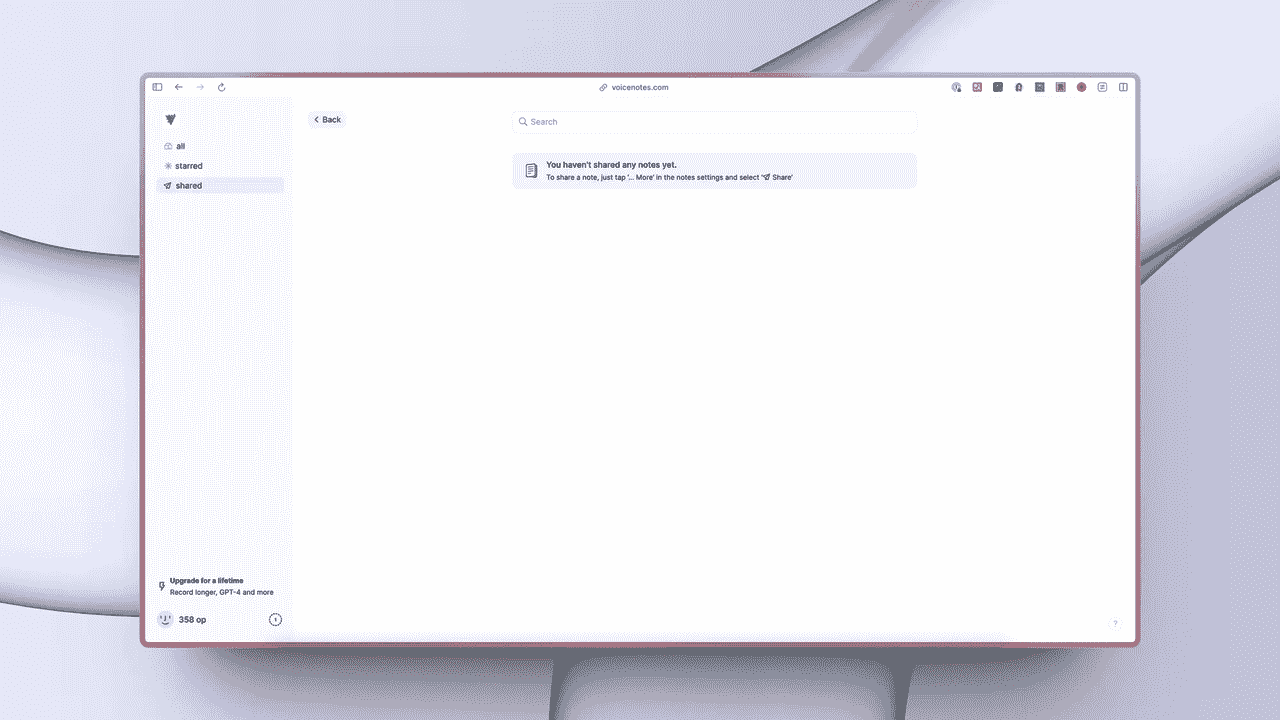 voicenotes.com
all
starred
shared
Back
Search
You haven't shared any notes yet.
To share a note, just tap '... More' in the notes settings and select ' Share'
Upgrade for a lifetime
Record longer, GPT-4 and more
358 op
?